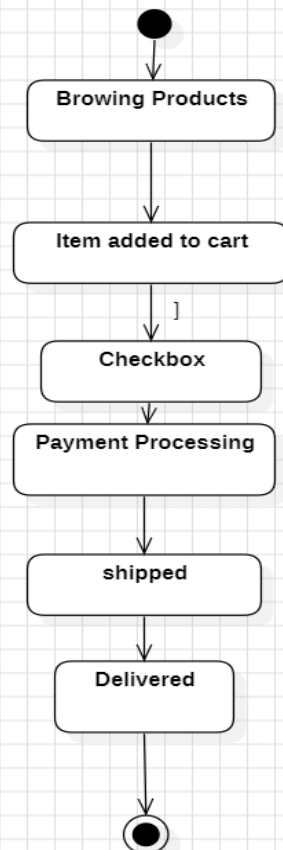 Browing Products
Item added to cart
]
Checkbox
Payment Processing
shipped
Delivered